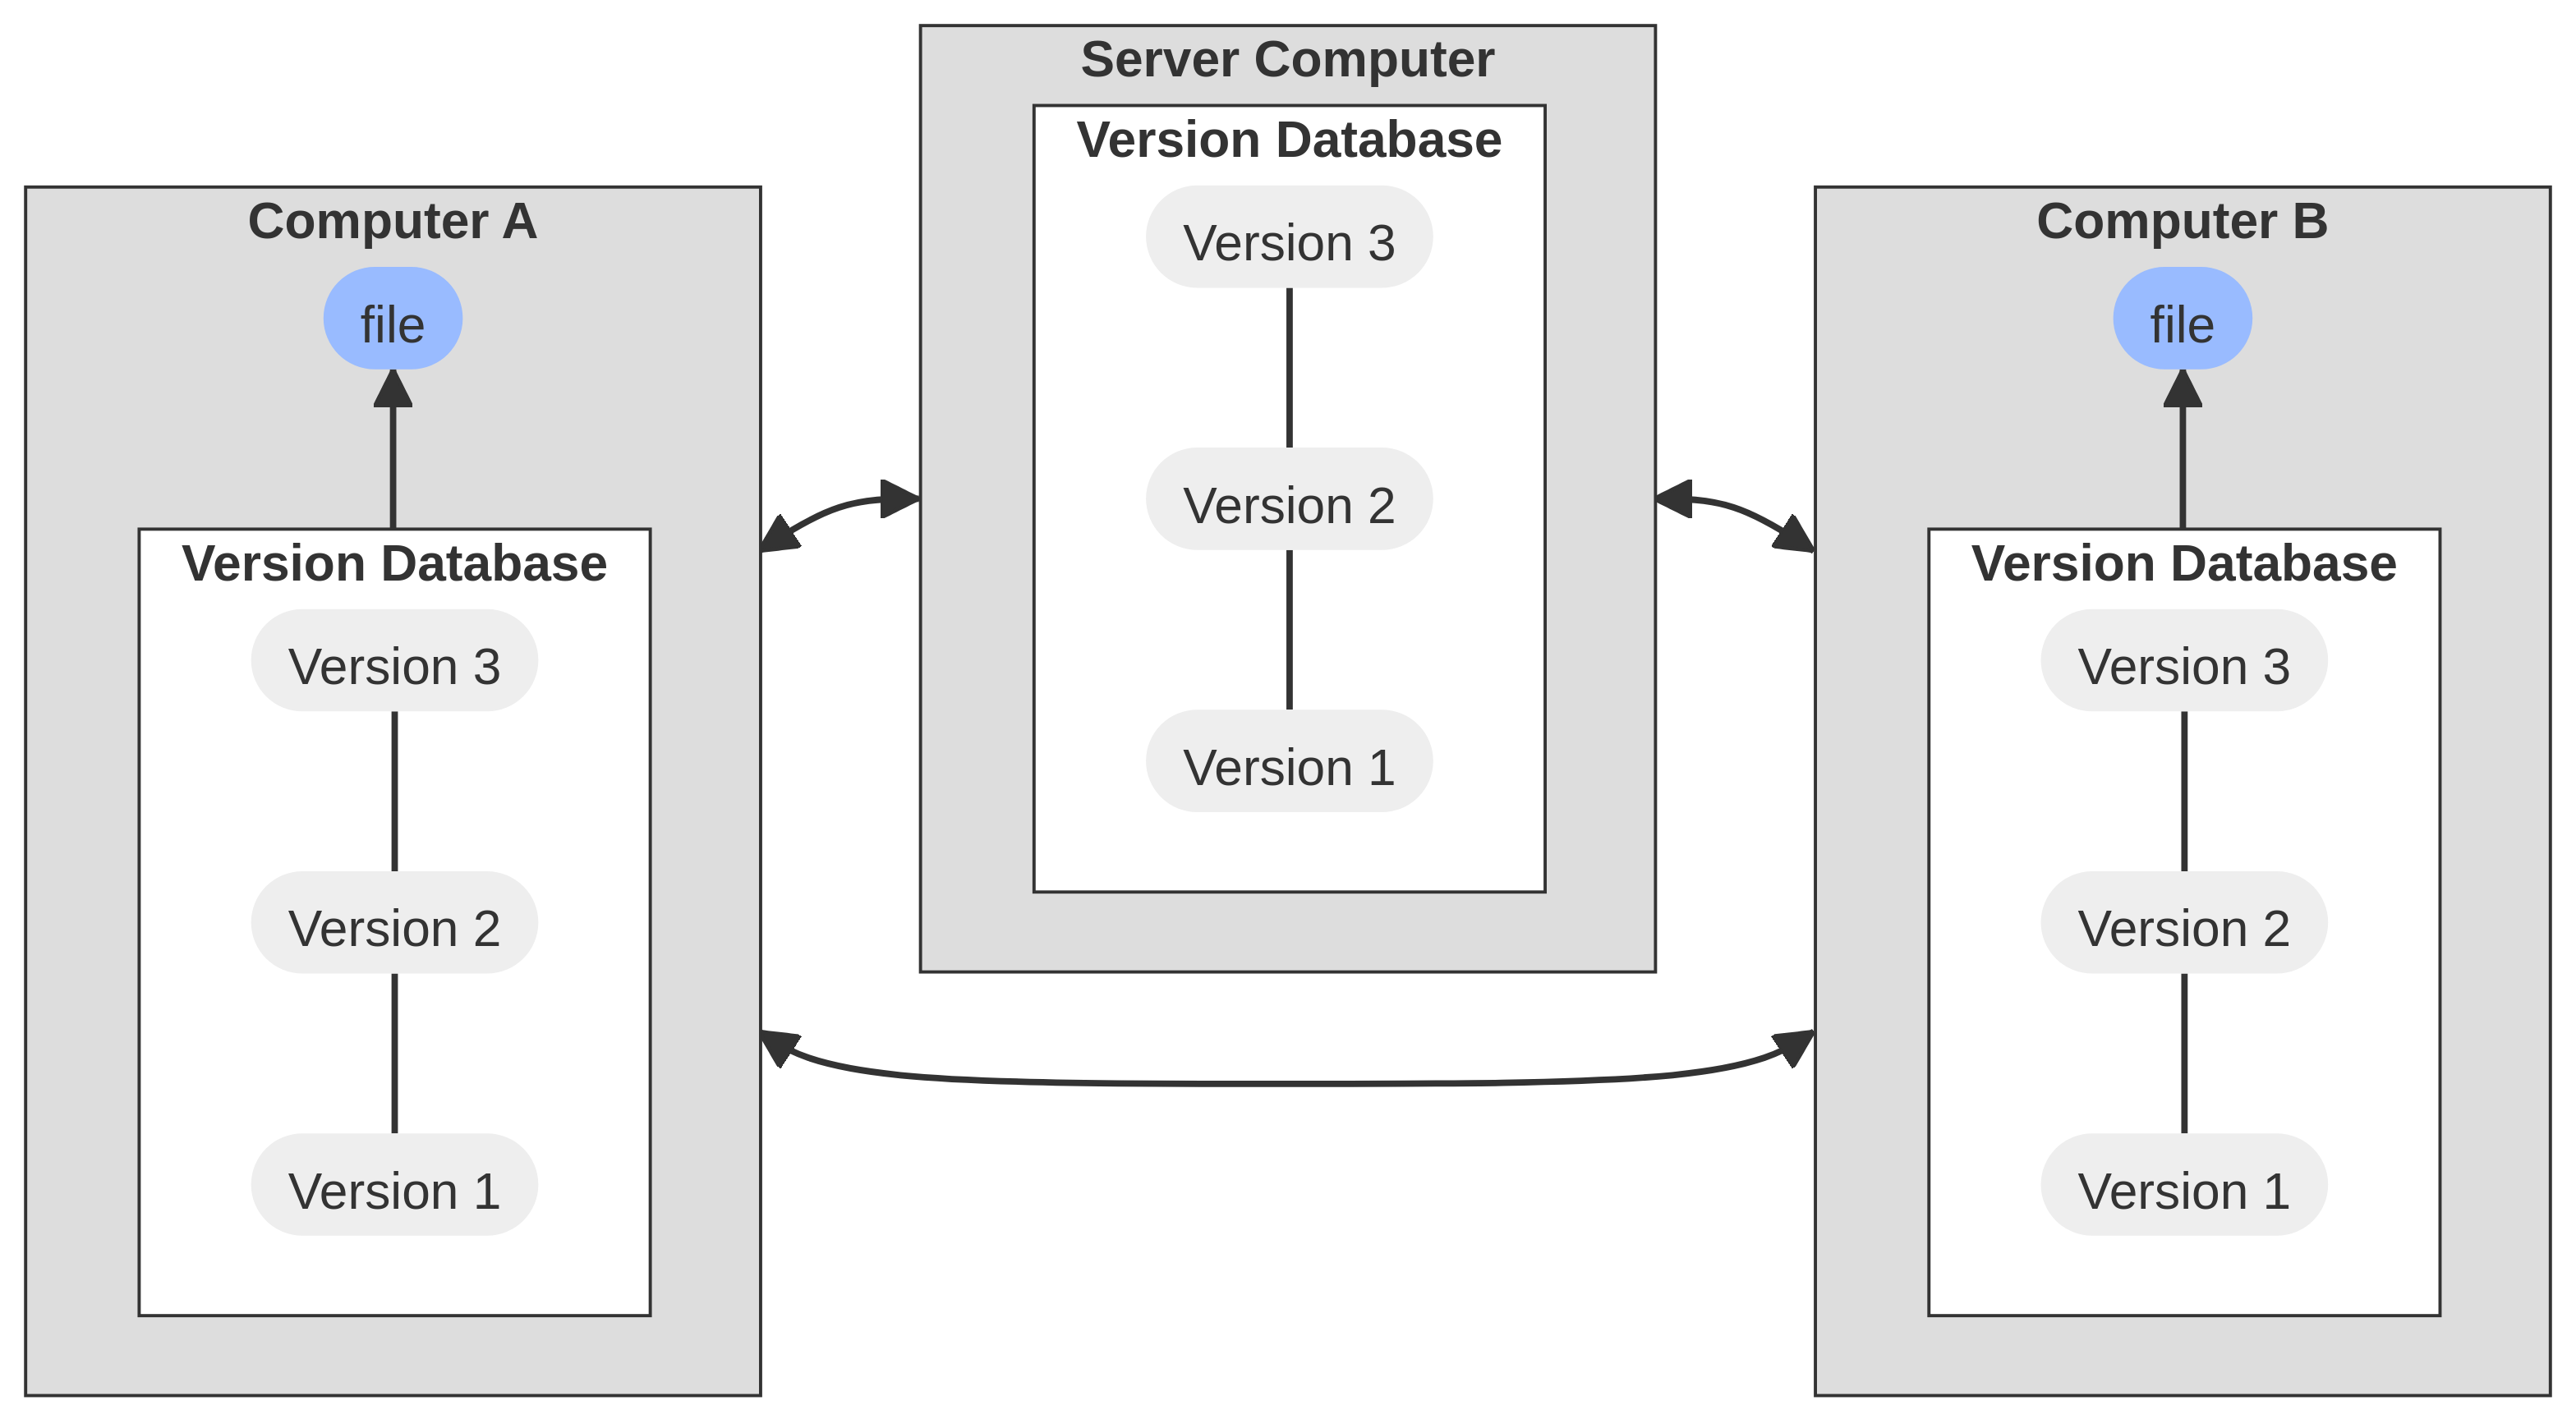 Server Computer
Version Database
Version 3
Version 2
Version 1
Computer A
file
Version Database
Version 3
Version 2
Version 1
Computer B
file
Version Database
Version 3
Version 2
Version 1